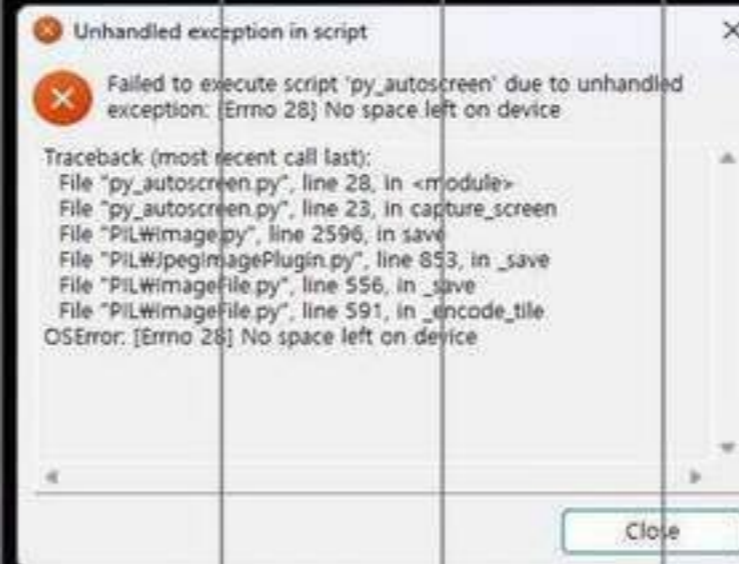 Unhandled exception in script
Failed to execute script 'py_autoscreen' due to unhandled
exception: [Errno 28] No space left on device
Traceback (most recent call last):
File "py_autoscreen.py", line 28, in <module>
File "py_autoscreen.py", line 23, in capture_screen
File "PIL₩Image.py", line 2596, in save
File "PIL₩JpegImagePlugin.py", line 853, in _save
File "PIL₩ImageFile.py", line 556, in _save
File "PIL₩ImageFile.py", line 591, in _encode_tile
OSError: [Errno 28] No space left on device
Close